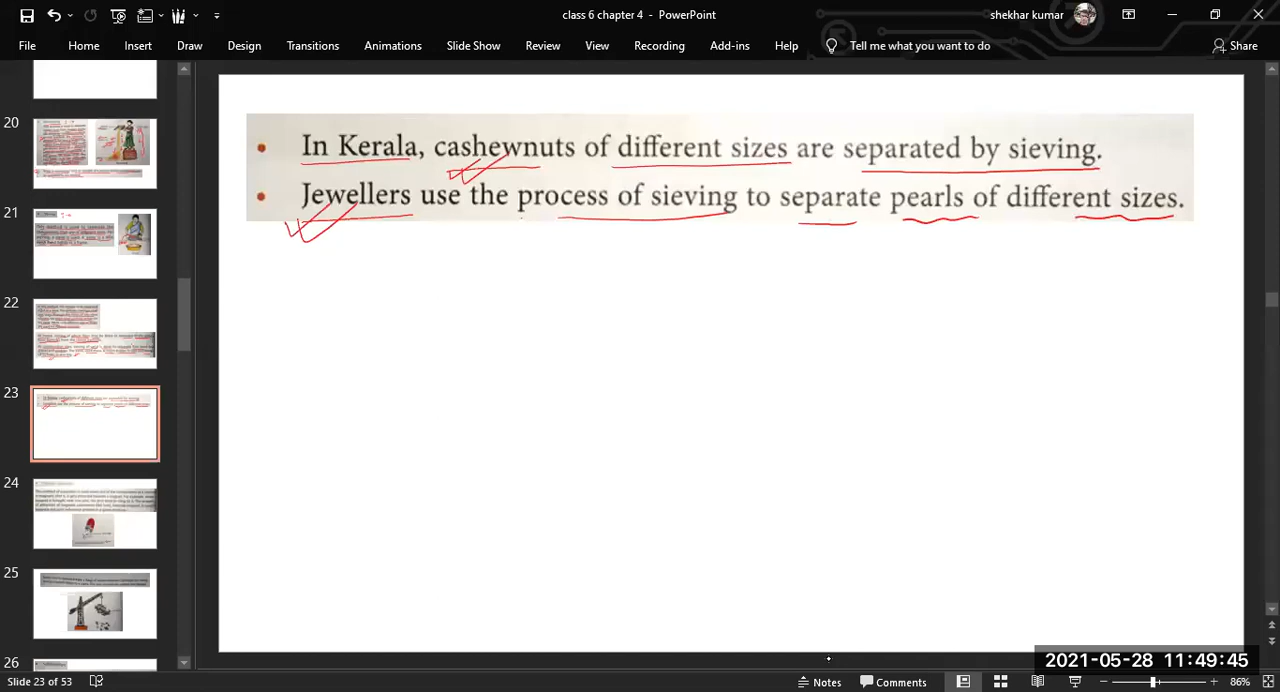 class 6 chapter 4 - PowerPoint
shekhar kumar
File Home Insert Draw Design Transitions Animations Slide Show Review View Recording Add-ins Help Tell me what you want to do Share
20
21
22
23
24
25
26
• In Kerala, cashewnuts of different sizes are separated by sieving.
• Jewellers use the process of sieving to separate pearls of different sizes.
2021-05-28 11:49:45
Slide 23 of 53 Notes Comments 86%